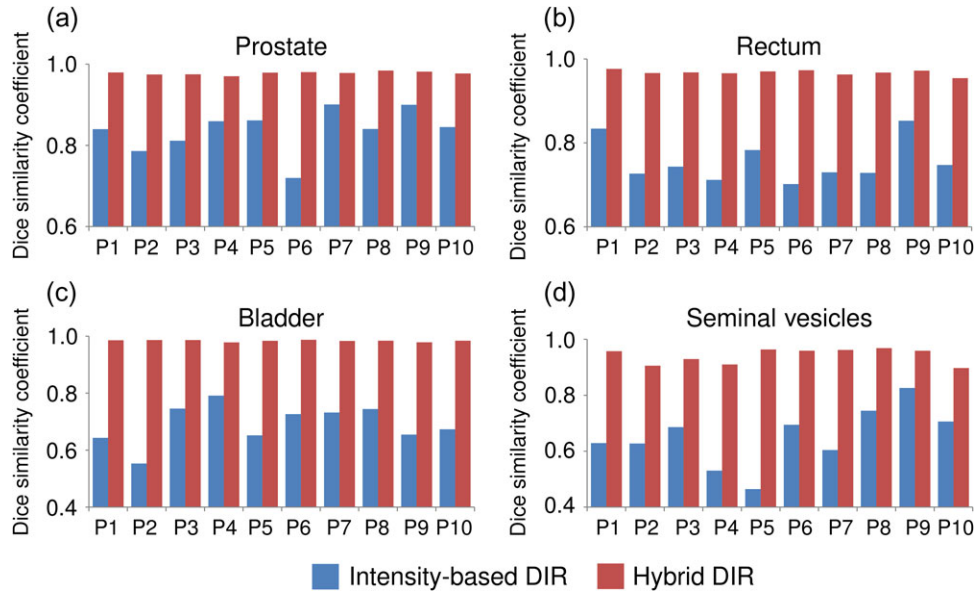 (a)
Prostate
Dice similarity coefficient
1.0
0.8
0.6
P1 P2 P3 P4 P5 P6 P7 P8 P9 P10
(b)
Rectum
Dice similarity coefficient
1.0
0.8
0.6
P1 P2 P3 P4 P5 P6 P7 P8 P9 P10
(c)
Bladder
Dice similarity coefficient
1.0
0.8
0.6
0.4
P1 P2 P3 P4 P5 P6 P7 P8 P9 P10
(d)
Seminal vesicles
Dice similarity coefficient
1.0
0.8
0.6
0.4
P1 P2 P3 P4 P5 P6 P7 P8 P9 P10
Intensity-based DIR Hybrid DIR